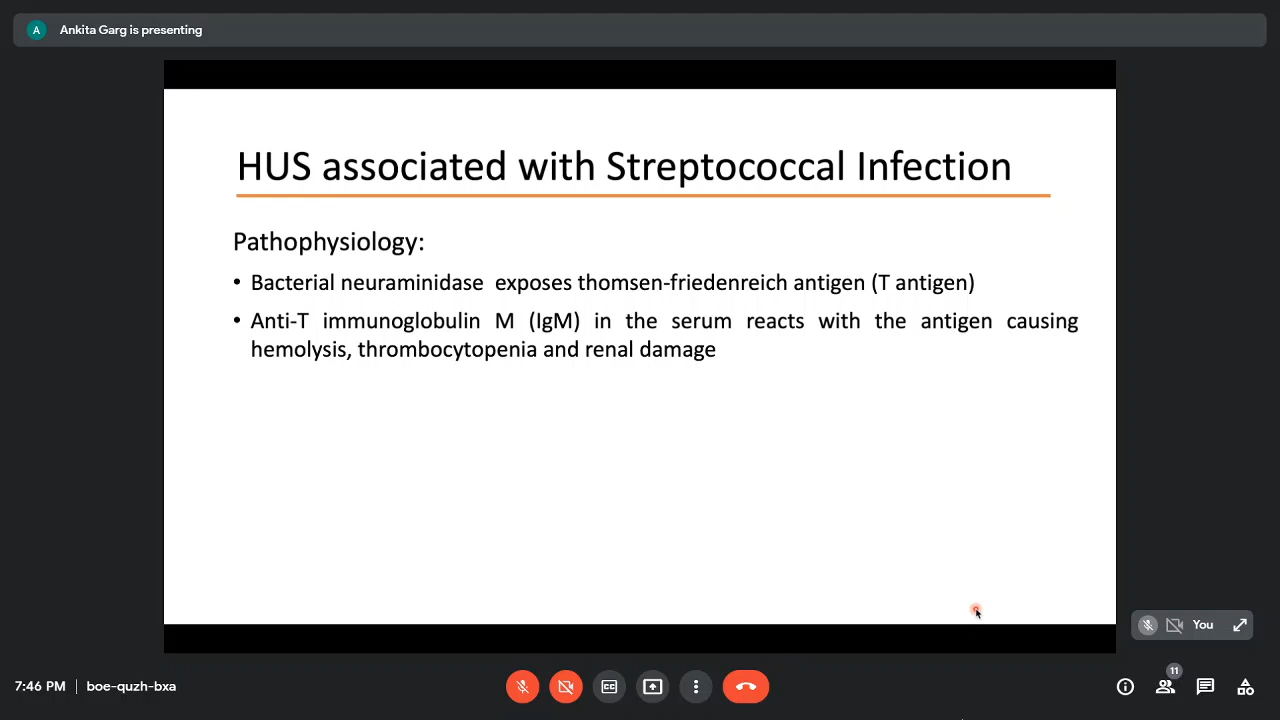 A
Ankita Garg is presenting
HUS associated with Streptococcal Infection
Pathophysiology:
• Bacterial neuraminidase exposes thomsen-friedenreich antigen (T antigen)
• Anti-T immunoglobulin M (IgM) in the serum reacts with the antigen causing
hemolysis, thrombocytopenia and renal damage
You
7:46 PM | boe-quzh-bxa
CC
11